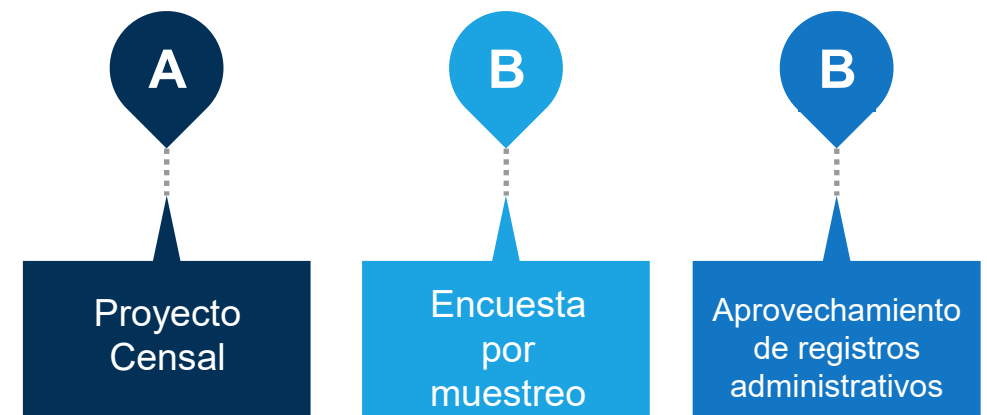 A
Proyecto
Censal
B
Encuesta
por
muestreo
B
Aprovechamiento
de registros
administrativos